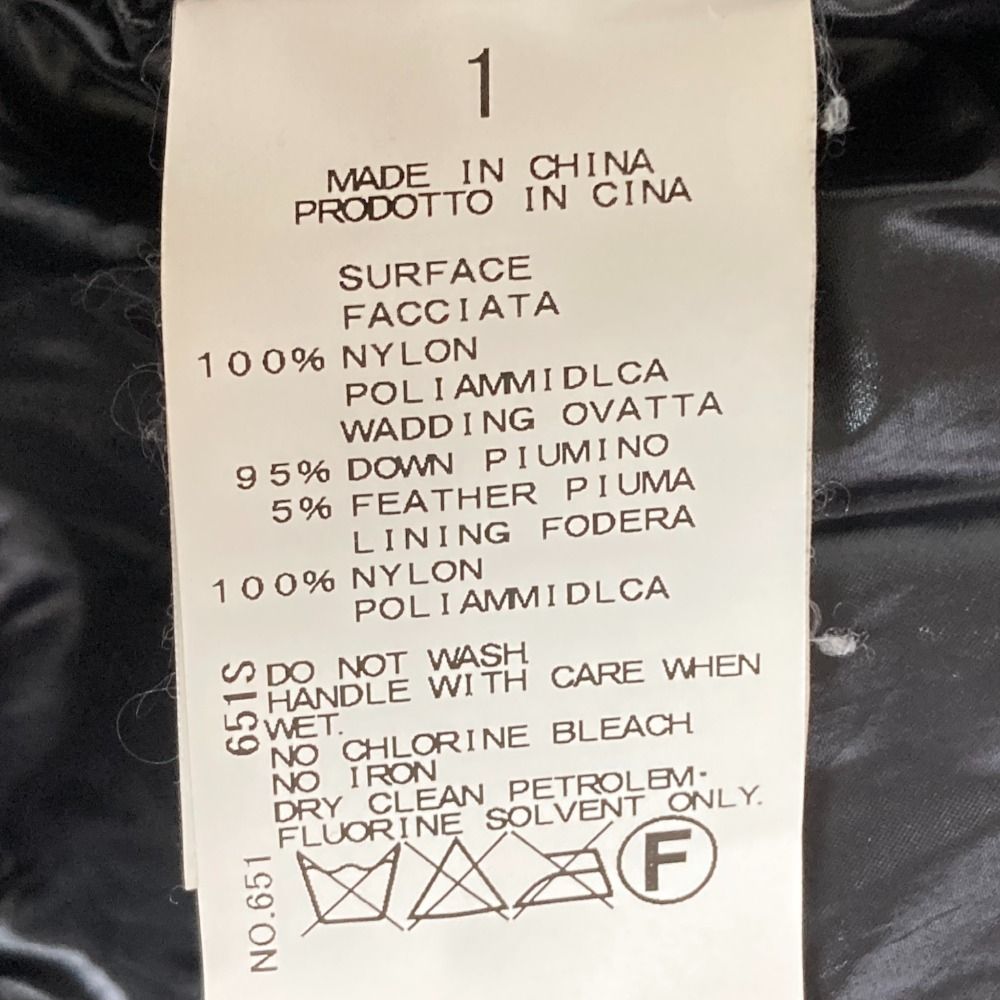 1
MADE IN CHINA
PRODOTTO IN CINA
SURFACE
FACCIATA
100% NYLON
POLIAMMIDLCA
WADDING OVATTA
95% DOWN PIUMINO
5% FEATHER PIUMA
LINING FODERA
100% NYLON
POLIAMMIDLCA
DO NOT WASH
HANDLE WITH CARE WHEN
WET.
NO CHLORINE BLEACH
NO IRON
DRY CLEAN PETROLEM-
FLUORINE SOLVENT ONLY.
F
651S
NO.651